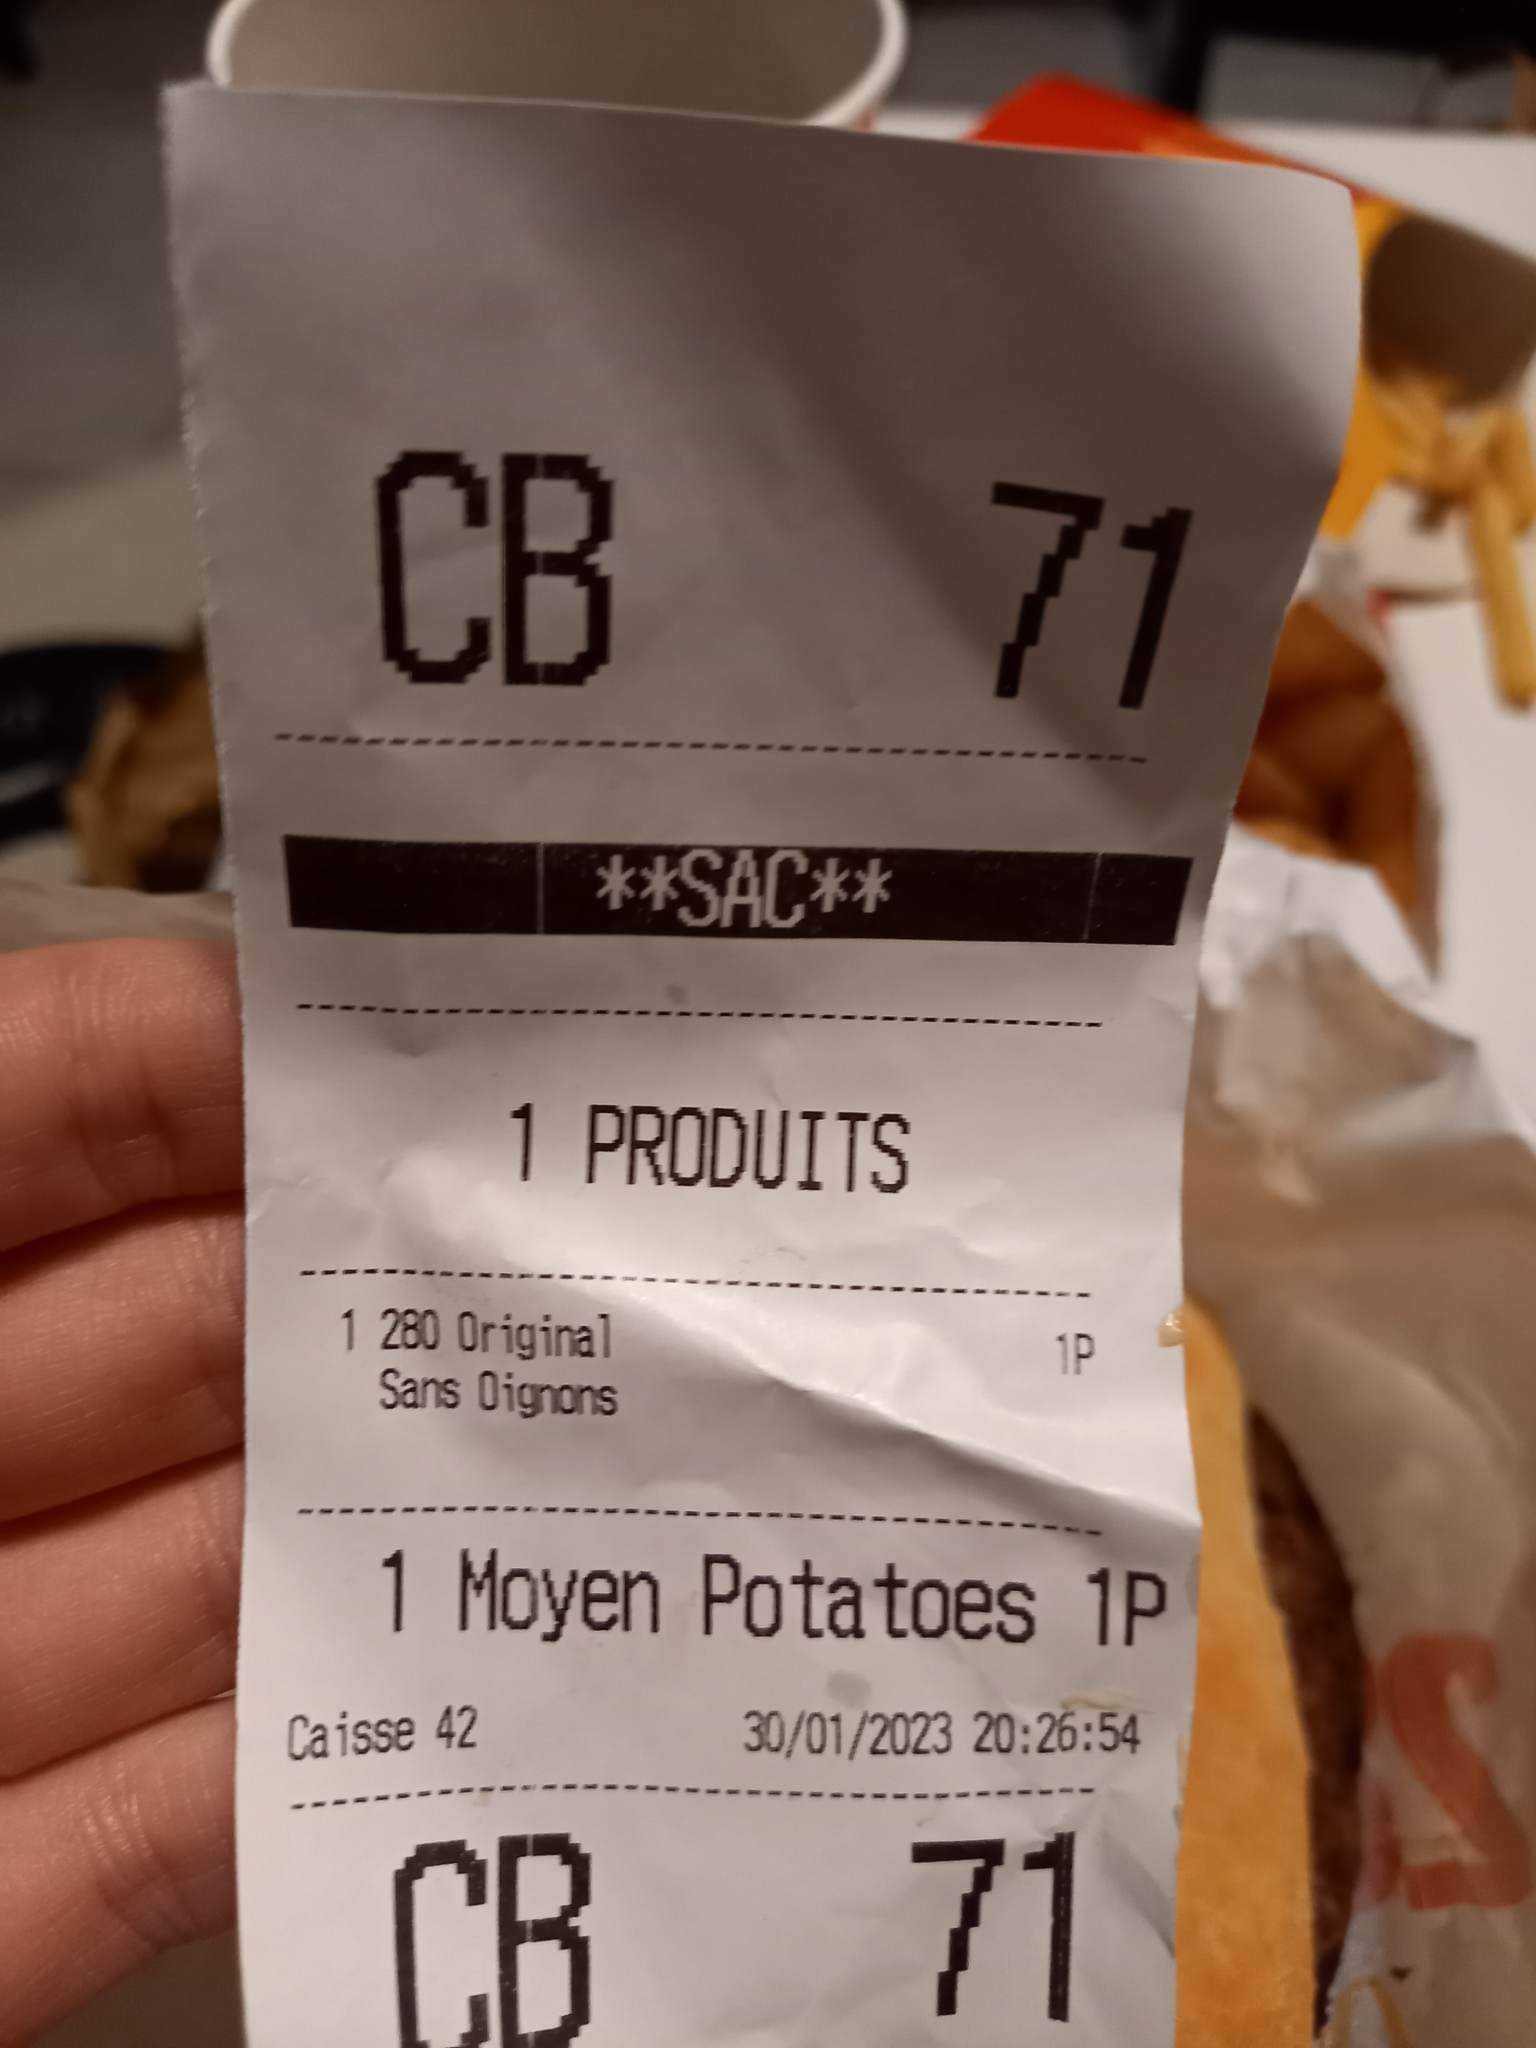 CB 71
**SAC**
1 PRODUITS
1 280 Original 1P
Sans Oignons
1 Moyen Potatoes 1P
Caisse 42 30/01/2023 20:26:54
CB 71